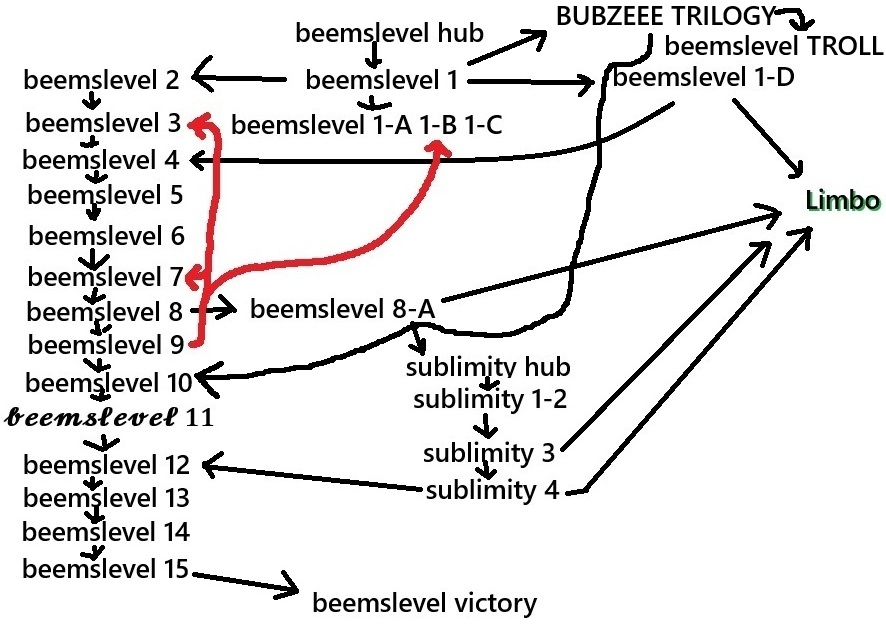 BUBZEEE TRILOGY
beemslevel hub
beemslevel TROLL
beemslevel 2
beemslevel 1
beemslevel 1-D
beemslevel 3
beemslevel 1-A 1-B 1-C
beemslevel 4
beemslevel 5
Limbo
beemslevel 6
beemslevel 7
beemslevel 8
beemslevel 8-A
beemslevel 9
sublimity hub
beemslevel 10
sublimity 1-2
𝓫𝓮𝓮𝓶𝓼𝓵𝓮𝓿𝓮𝓵 11
sublimity 3
beemslevel 12
sublimity 4
beemslevel 13
beemslevel 14
beemslevel 15
beemslevel victory